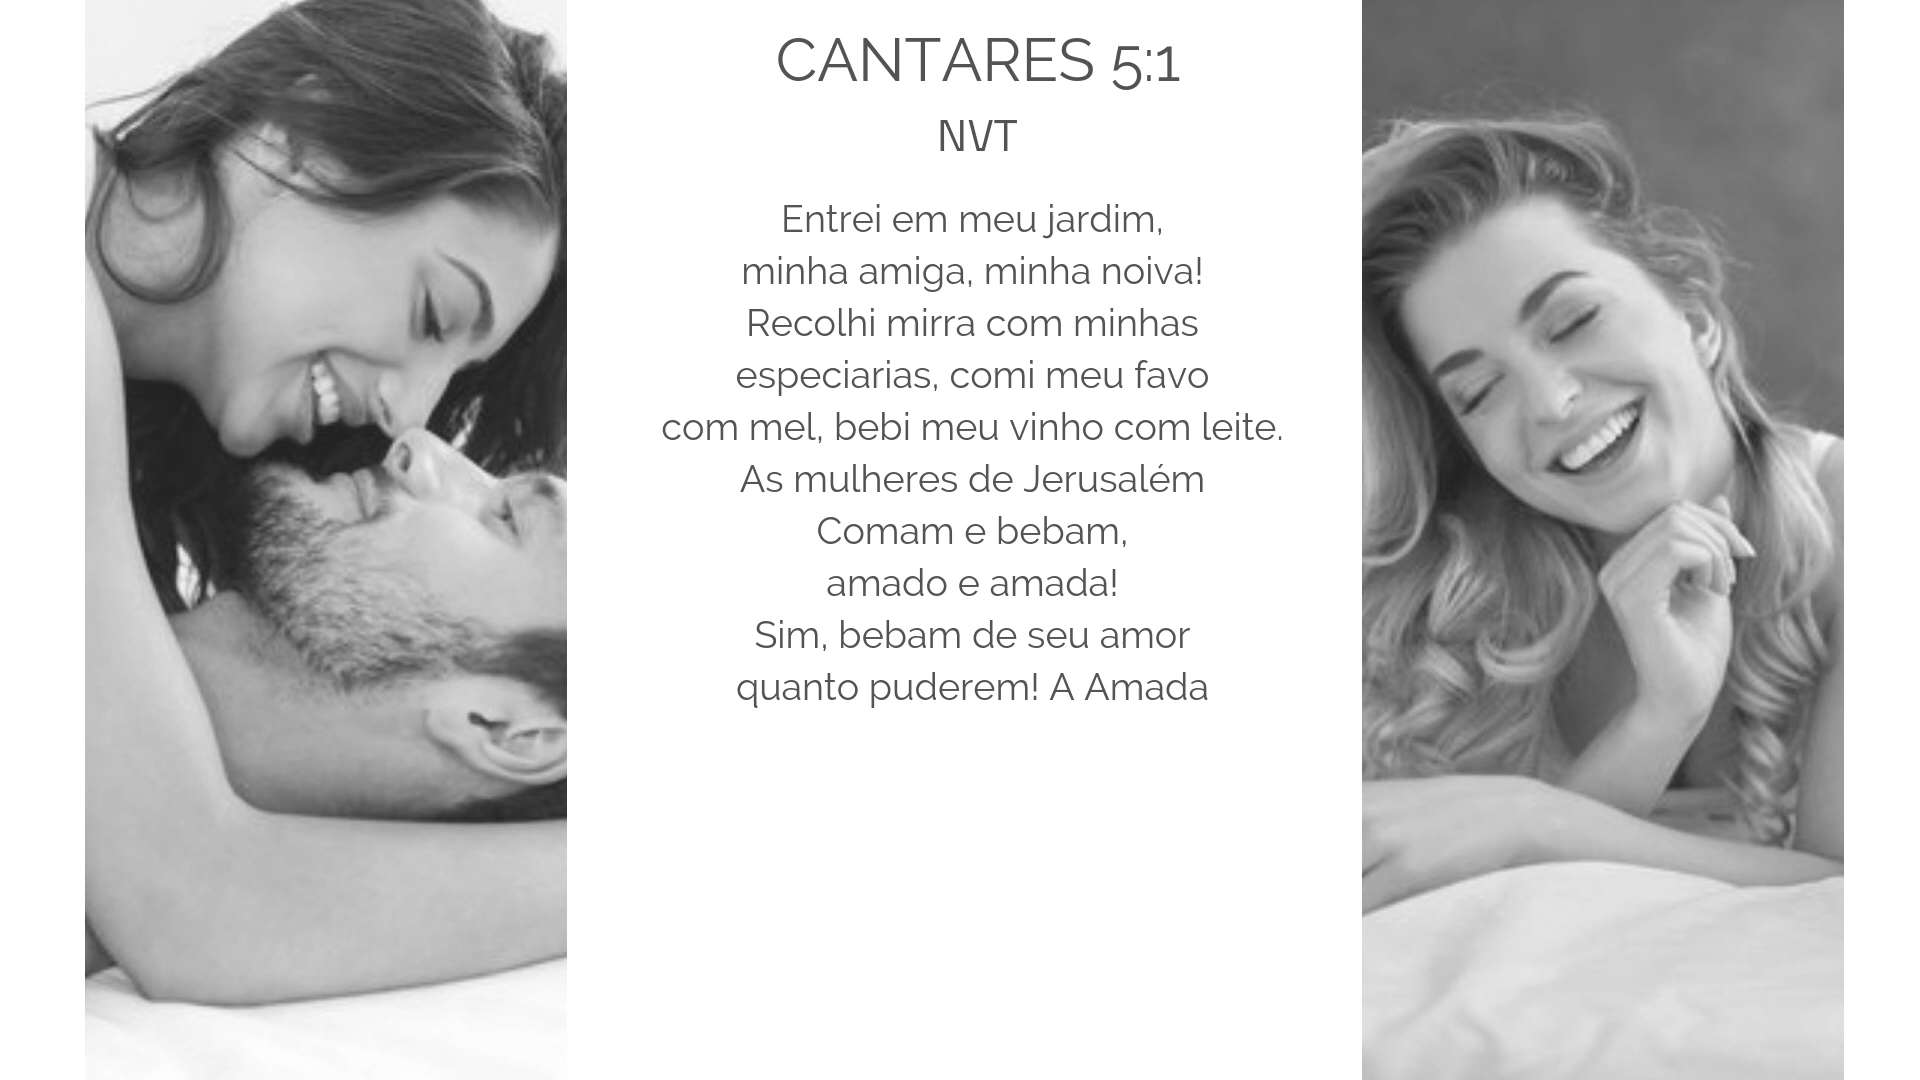 CANTARES 5:1
NVT
Entrei em meu jardim,
minha amiga, minha noiva!
Recolhi mirra com minhas
especiarias, comi meu favo
com mel, bebi meu vinho com leite.
As mulheres de Jerusalém
Comam e bebam,
amado e amada!
Sim, bebam de seu amor
quanto puderem! A Amada